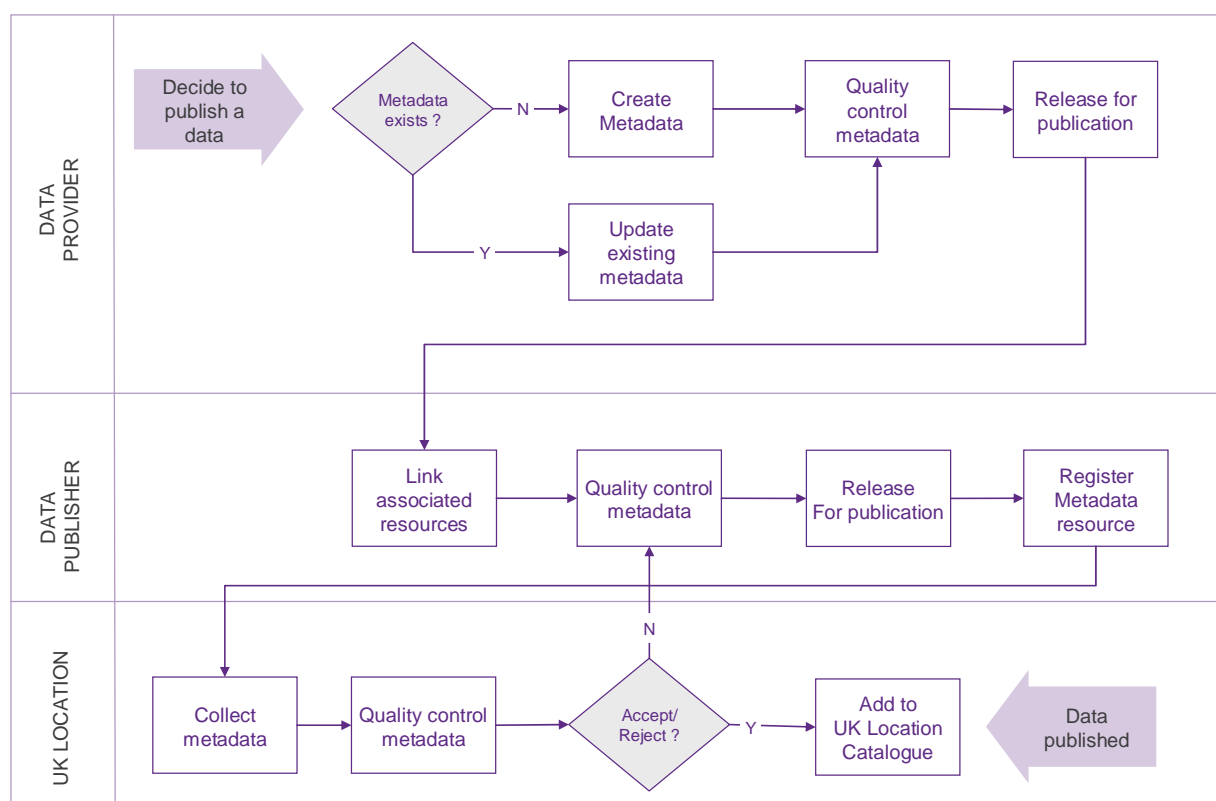 DATA
PROVIDER
Decide to
publish a
data
Metadata
exists ?
N
Create
Metadata
Quality
control
metadata
Release for
publication
Y
Update
existing
metadata
DATA
PUBLISHER
Link
associated
resources
Quality control
metadata
Release
For publication
Register
Metadata
resource
UK LOCATION
Collect
metadata
Quality control
metadata
N
Accept/
Reject ?
Y
Add to
UK Location
Catalogue
Data
published